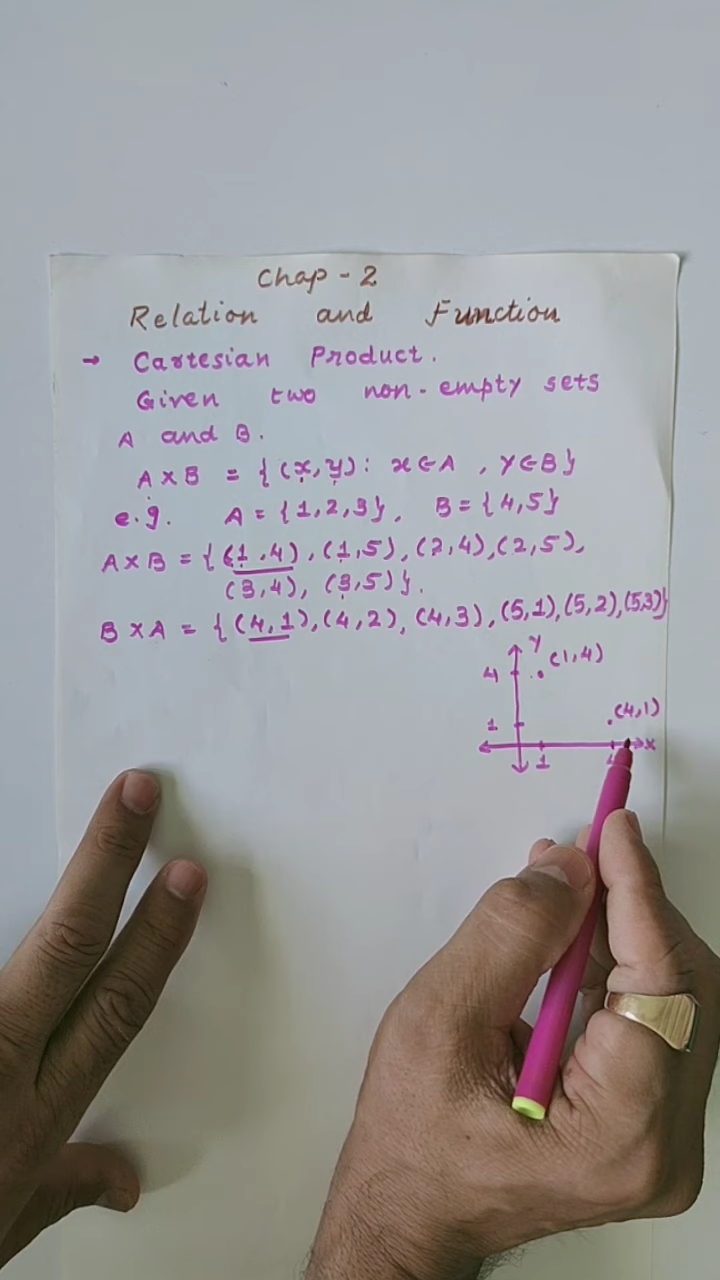 Chap - 2
Relation and Function
→ Cartesian Product.
Given two non-empty sets
A and B.
A × B = { (x, y) : x ∈ A , y ∈ B }
e.g. A = {1, 2, 3}, B = {4, 5}
A × B = { (1, 4), (1, 5), (2, 4), (2, 5),
(3, 4), (3, 5) }.
B × A = { (4, 1), (4, 2), (4, 3), (5, 1), (5, 2), (5 3) }
Y
4 (1, 4)
1 (4, 1)
X
1